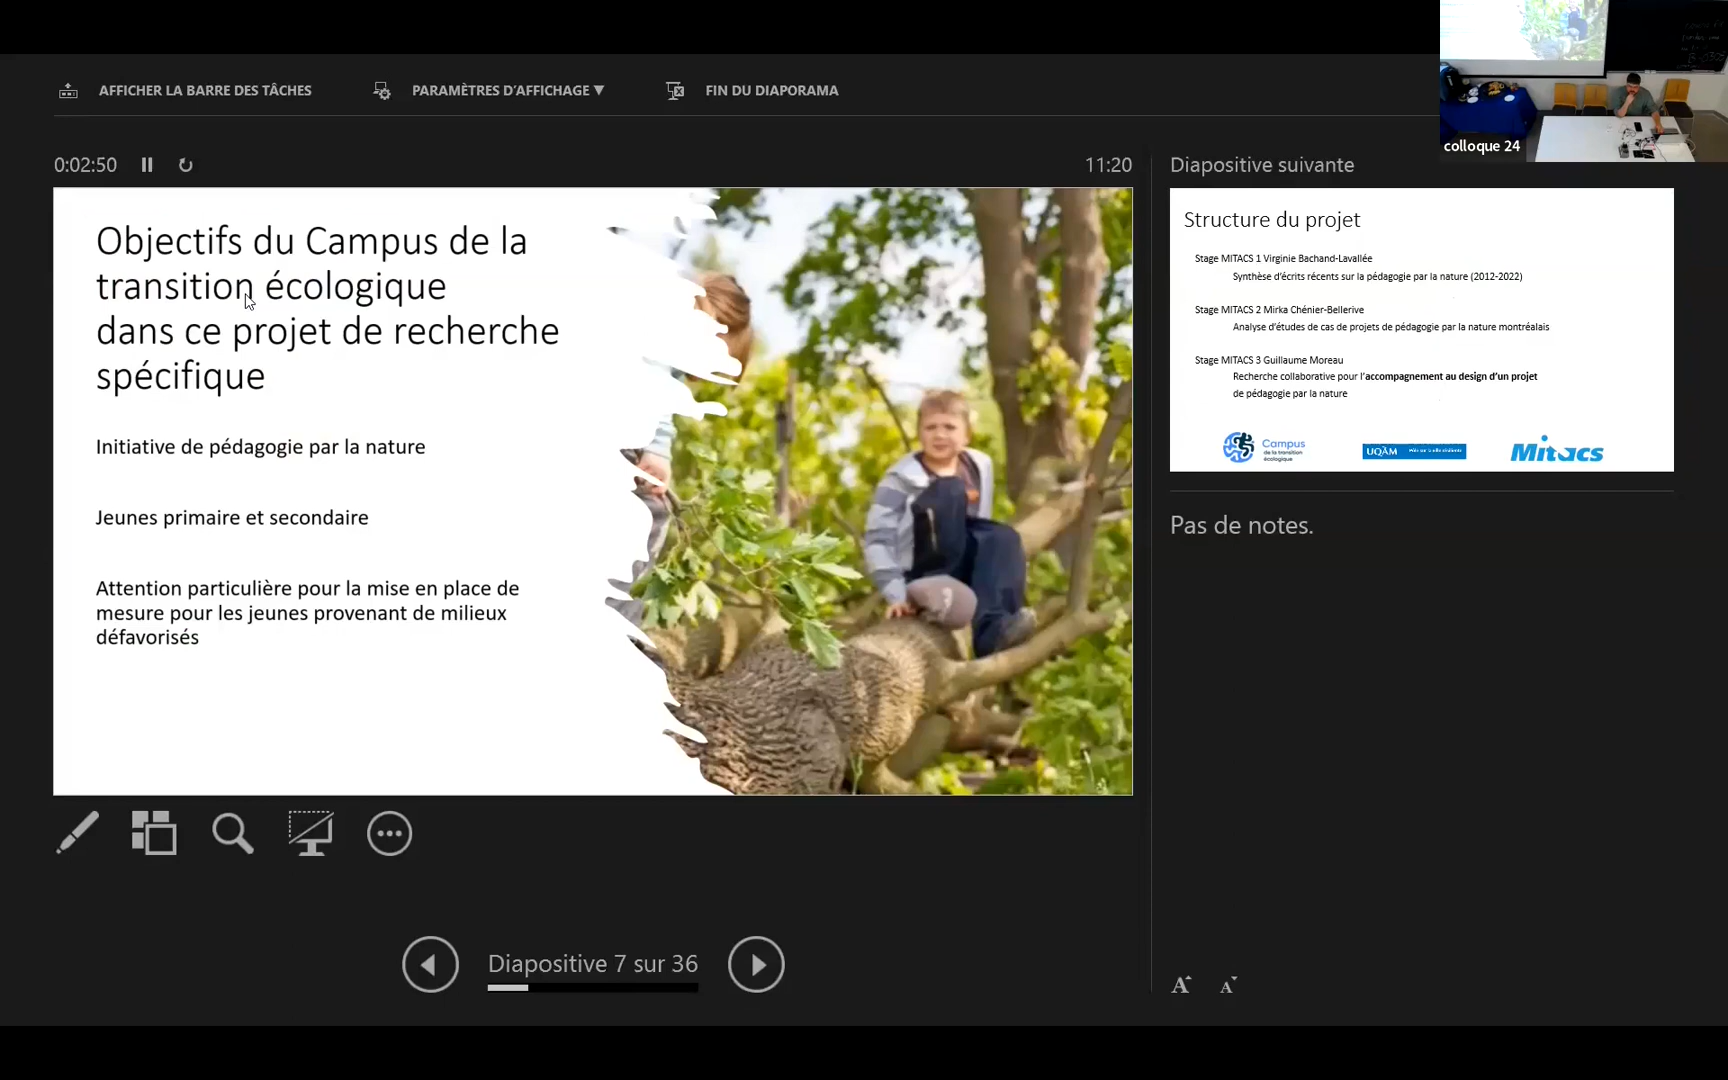 AFFICHER LA BARRE DES TÂCHES
PARAMÈTRES D'AFFICHAGE ▼
FIN DU DIAPORAMA
colloque 24
0:02:50
11:20
Objectifs du Campus de la
transition écologique
dans ce projet de recherche
spécifique
Initiative de pédagogie par la nature
Jeunes primaire et secondaire
Attention particulière pour la mise en place de
mesure pour les jeunes provenant de milieux
défavorisés
Diapositive suivante
Structure du projet
Stage MITACS 1 Virginie Bachand-Lavallée
Synthèse d'écrits récents sur la pédagogie par la nature (2012-2022)
Stage MITACS 2 Mirka Chénier-Bellerive
Analyse d'études de cas de projets de pédagogie par la nature montréalais
Stage MITACS 3 Guillaume Moreau
Recherche collaborative pour l'accompagnement au design d'un projet
de pédagogie par la nature
Campus
de la transition
écologique
UQÀM
Mitacs
Pas de notes.
Diapositive 7 sur 36
A A